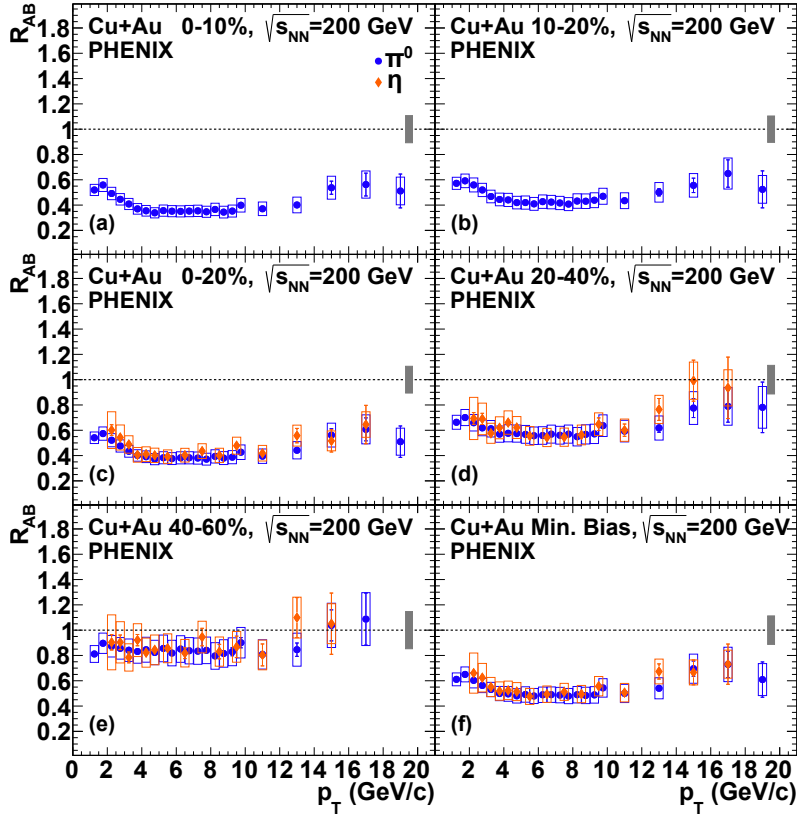 R_AB
Cu+Au 0-10%, √s_NN=200 GeV
PHENIX
π⁰
η
(a)
1.8
1.6
1.4
1.2
1
0.8
0.6
0.4
0.2
Cu+Au 10-20%, √s_NN=200 GeV
PHENIX
(b)
R_AB
Cu+Au 0-20%, √s_NN=200 GeV
PHENIX
(c)
1.8
1.6
1.4
1.2
1
0.8
0.6
0.4
0.2
Cu+Au 20-40%, √s_NN=200 GeV
PHENIX
(d)
R_AB
Cu+Au 40-60%, √s_NN=200 GeV
PHENIX
(e)
1.8
1.6
1.4
1.2
1
0.8
0.6
0.4
0.2
Cu+Au Min. Bias, √s_NN=200 GeV
PHENIX
(f)
0 2 4 6 8 10 12 14 16 18
0 2 4 6 8 10 12 14 16 18 20
p_T (GeV/c)
p_T (GeV/c)